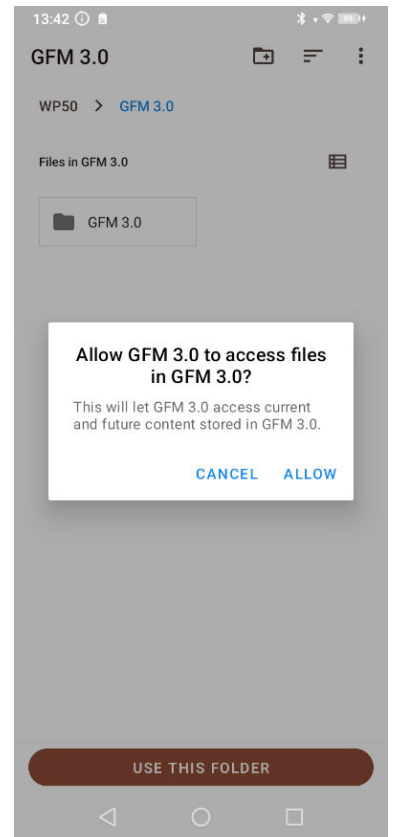 13:42
GFM 3.0
WP50 > GFM 3.0
Files in GFM 3.0
GFM 3.0
Allow GFM 3.0 to access files
in GFM 3.0?
This will let GFM 3.0 access current
and future content stored in GFM 3.0.
CANCEL ALLOW
USE THIS FOLDER